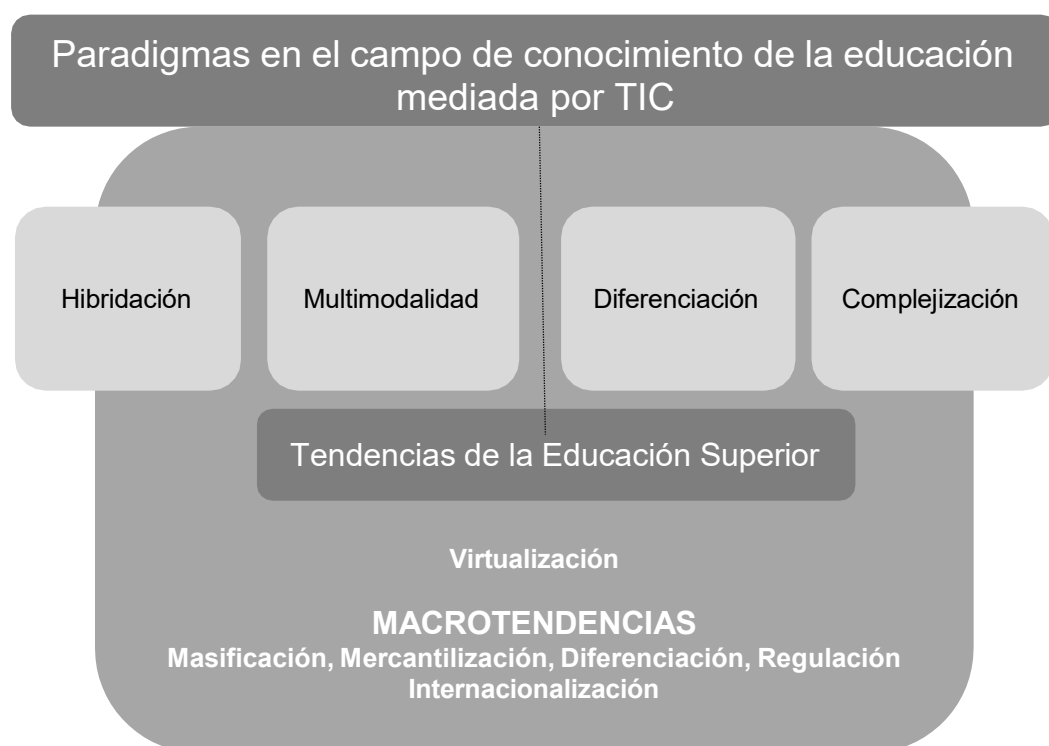 Paradigmas en el campo de conocimiento de la educación
mediada por TIC
Hibridación
Multimodalidad
Diferenciación
Complejización
Tendencias de la Educación Superior
Virtualización
MACROTENDENCIAS
Masificación, Mercantilización, Diferenciación, Regulación
Internacionalización